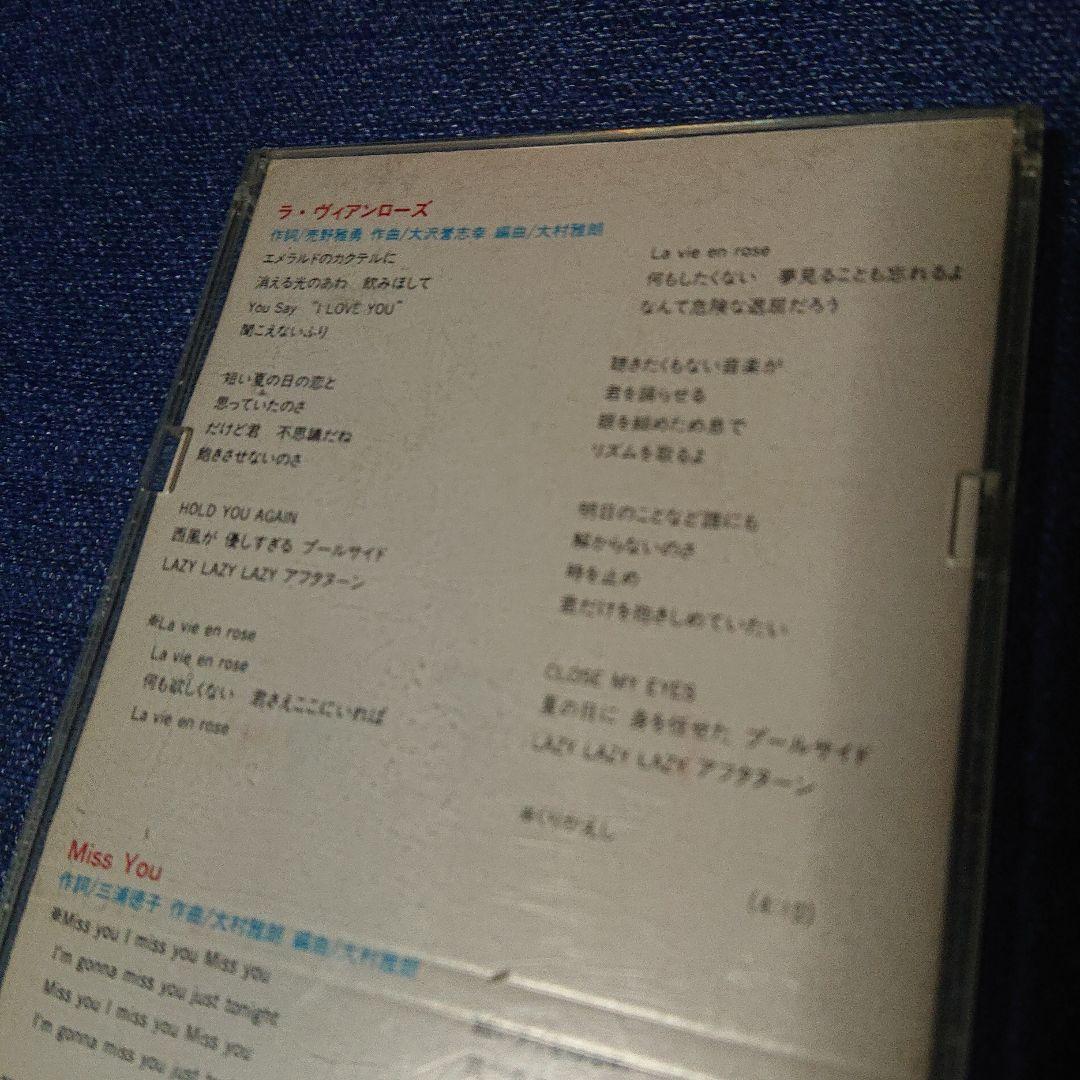 ラ・ヴィアンローズ
作詞/売野雅勇 作曲/大沢誉志幸 編曲/大村雅朗
エメラルドのカクテルに
消える光のあわ 飲みほして
You Say “I LOVE YOU”
聞こえないふり
短い夏の日の恋と
思っていたのさ
だけど君 不思議だね
飽きさせないのさ
HOLD YOU AGAIN
西風が 優しすぎる プールサイド
LAZY LAZY LAZY アフタヌーン
※La vie en rose
La vie en rose
何も欲しくない 君さえここにいれば
La vie en rose
La vie en rose
何もしたくない 夢見ることも忘れるよ
なんて危険な退屈だろう
聴きたくもない音楽が
君を踊らせる
眼を細めため息で
リズムを取るよ
明日のことなど誰にも
解からないのさ
時を止め
君だけを抱きしめていたい
CLOSE MY EYES
夏の日に 身を任せた プールサイド
LAZY LAZY LAZY アフタヌーン
※くりかえし
Miss You
作詞/三浦徳子 作曲/大村雅朗 編曲/大村雅朗
※Miss you I miss you Miss you
I'm gonna miss you just tonight
Miss you I miss you Miss you
I'm gonna miss you just